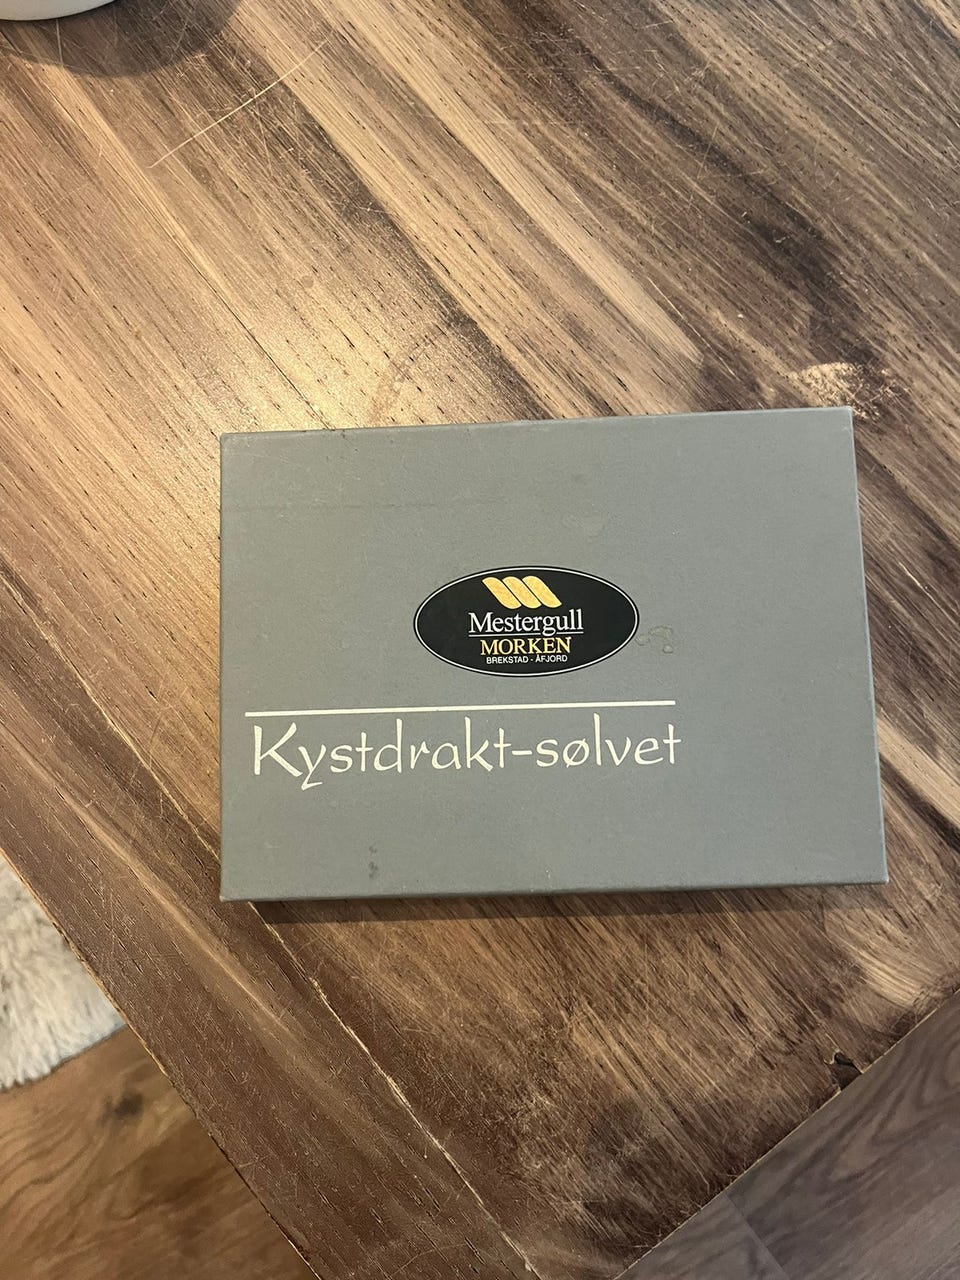 Mestergull
MORKEN
BREKSTAD - ÅFJORD
Kystdrakt-sølvet